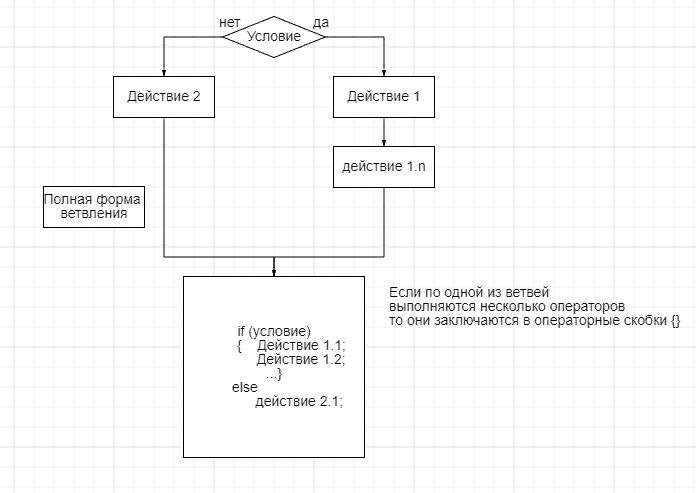 нет
да
Условие
Действие 2
Действие 1
действие 1.n
Полная форма
ветвления
Если по одной из ветвей
выполняются несколько операторов
то они заключаются в операторные скобки {}
if (условие)
{ Действие 1.1;
Действие 1.2;
...}
else
действие 2.1;